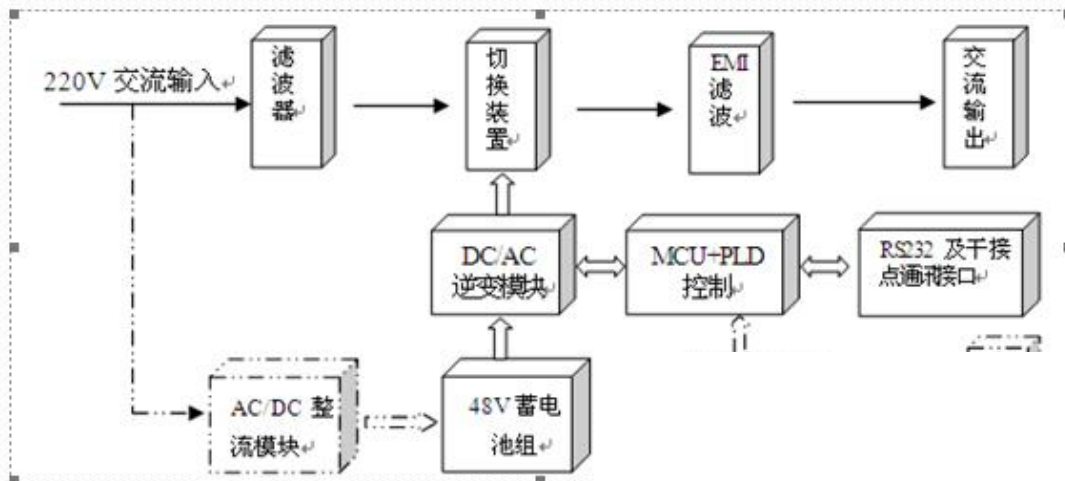 220V 交流输入
滤
波
器
切
换
装
置
EMI
滤
波
交
流
输
出
DC/AC
逆变模块
MCU+PLD
控制
RS232 及干接
点通讯接口
AC/DC 整
流模块
48V 蓄电
池组